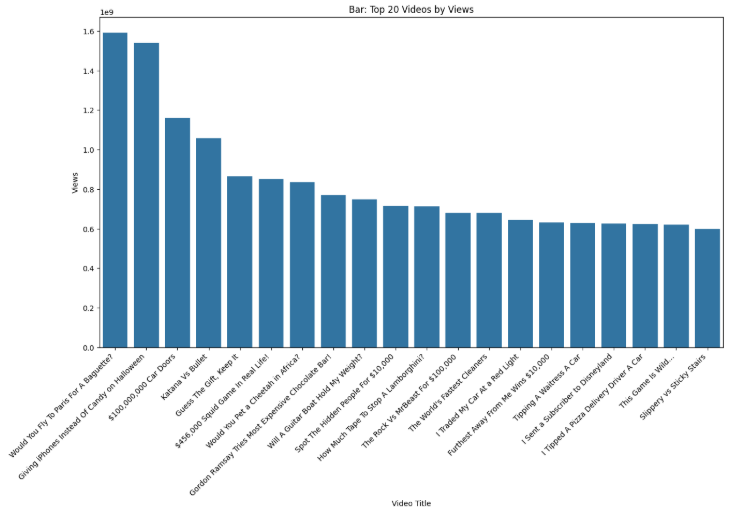 Bar: Top 20 Videos by Views
1e9
Views
1.6
1.4
1.2
1.0
0.8
0.6
0.4
0.2
0.0
Would You Fly To Paris For A Baguette?
Giving iPhones Instead Of Candy on Halloween
$100,000,000 Car Doors
Katana Vs Bullet
Guess The Gift, Keep It
$456,000 Squid Game In Real Life!
Would You Pet a Cheetah in Africa?
Gordon Ramsay Tries Most Expensive Chocolate Bar!
Will A Guitar Boat Hold My Weight?
Spot The Hidden People For $10,000
How Much Tape To Stop A Lamborghini?
The Rock Vs MrBeast For $100,000
The World's Fastest Cleaners
I Traded My Car At a Red Light
Furthest Away From Me Wins $10,000
Tipping A Waitress A Car
I Sent a Subscriber to Disneyland
I Tipped A Pizza Delivery Driver A Car
This Game Is Wild...
Slippery vs Sticky Stairs
Video Title